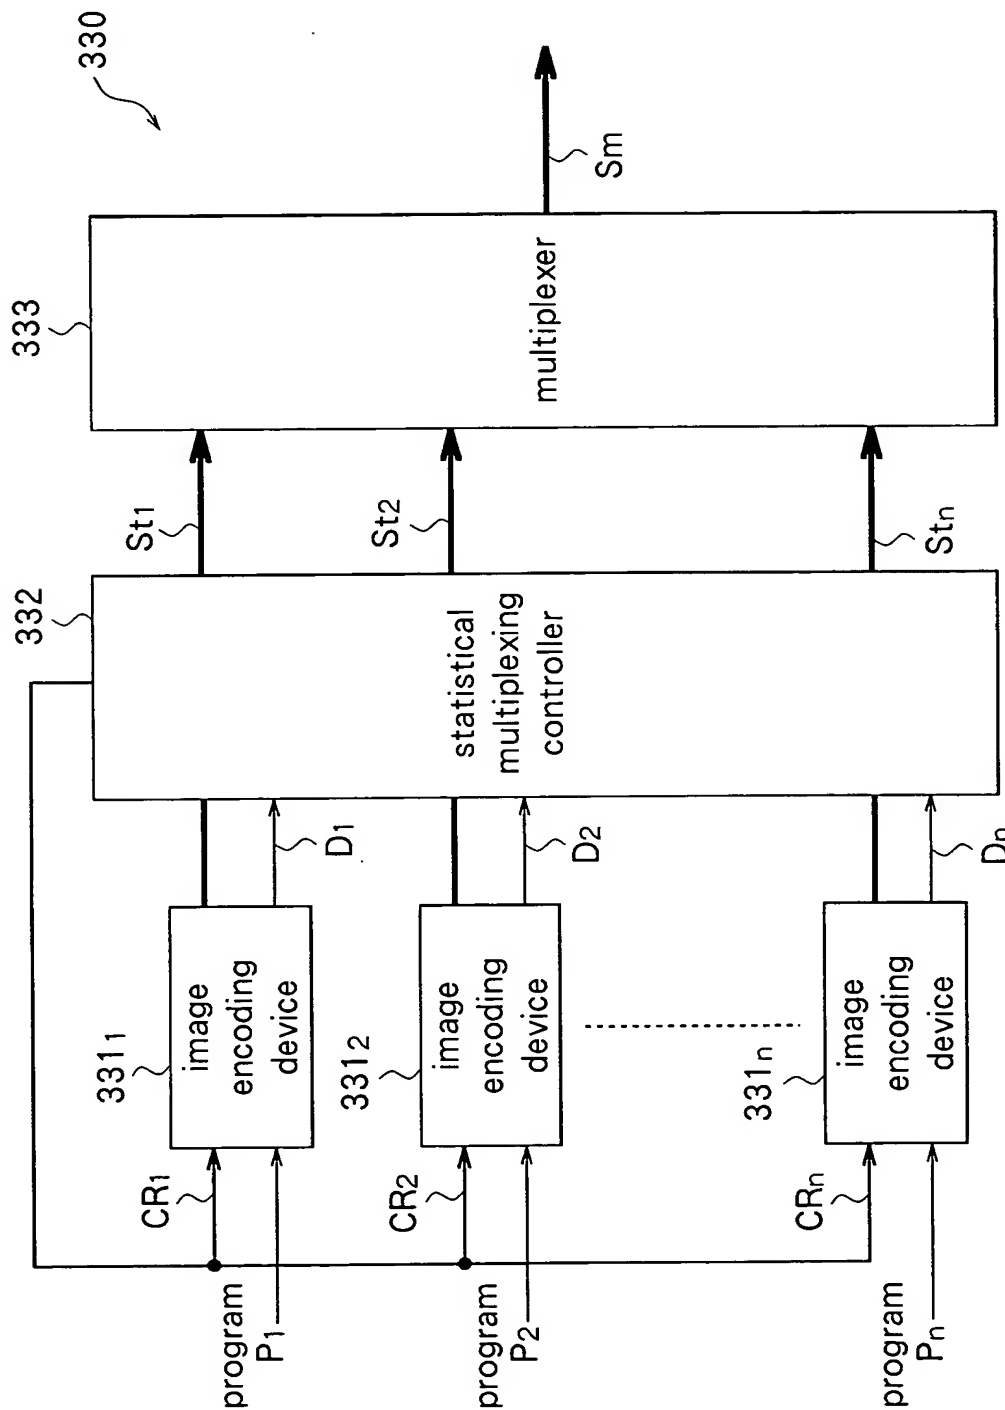 330
333
332
multiplexer
Sm
St1
St2
Stn
statistical
multiplexing
controller
D1
D2
Dn
3311
image
encoding
device
3312
image
encoding
device
331n
image
encoding
device
CR1
CR2
CRn
program
P1
program
P2
program
Pn